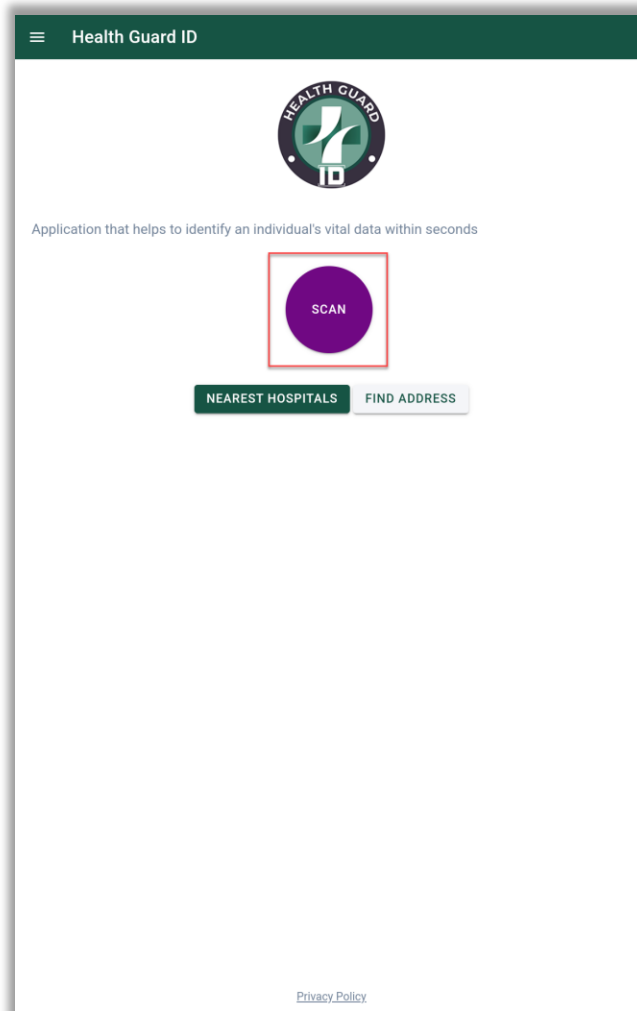 Health Guard ID
HEALTH GUARD
ID
Application that helps to identify an individual's vital data within seconds
SCAN
NEAREST HOSPITALS FIND ADDRESS
Privacy Policy